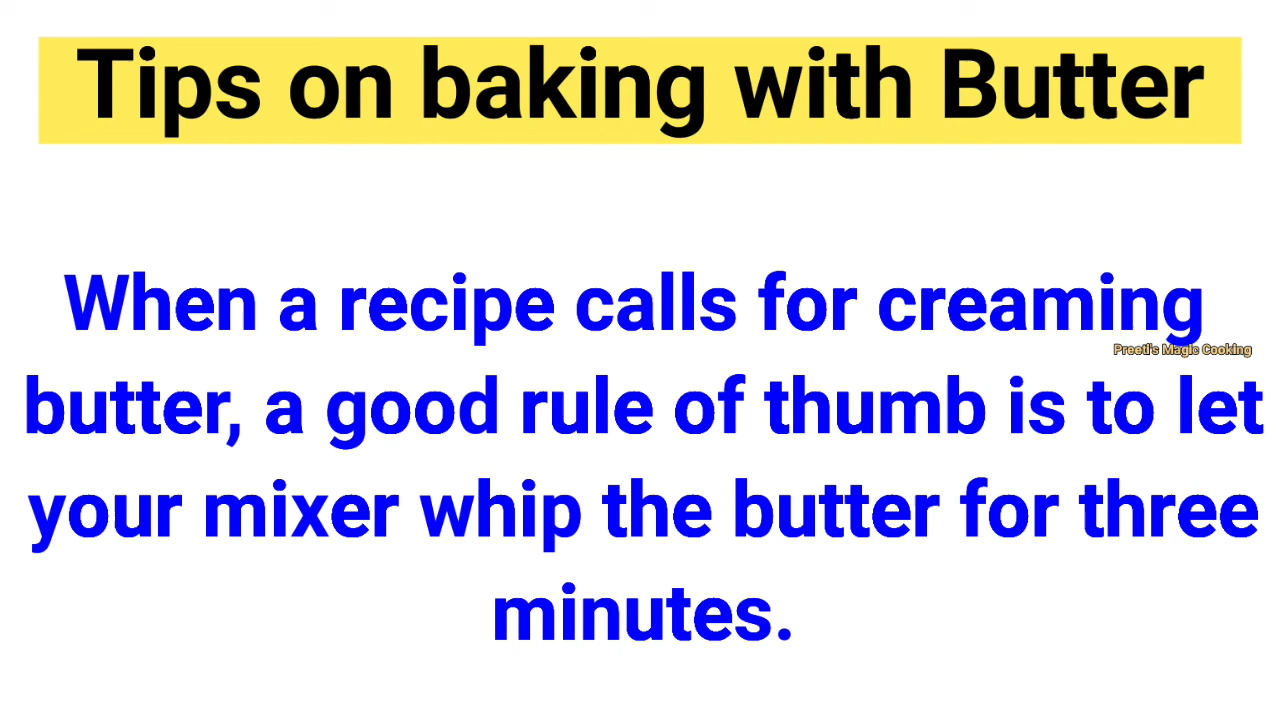 Tips on baking with Butter
When a recipe calls for creaming
Preeti's Magic Cooking
butter, a good rule of thumb is to let
your mixer whip the butter for three
minutes.